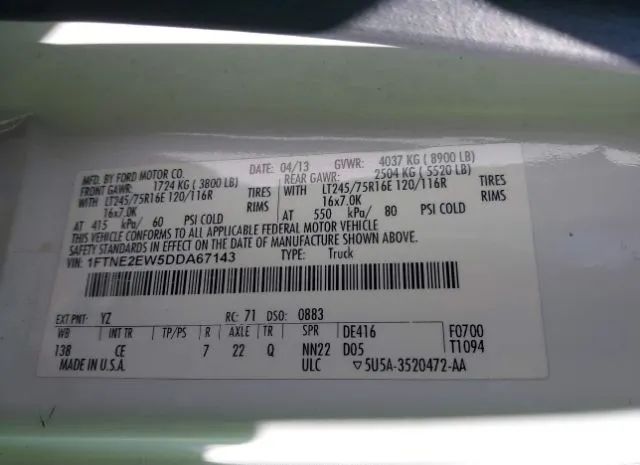 MFD. BY FORD MOTOR CO.
DATE: 04/13 GVWR: 4037 KG ( 8900 LB)
FRONT GAWR: 1724 KG ( 3800 LB) REAR GAWR: 2504 KG ( 5520 LB)
WITH LT245/75R16E 120/116R TIRES WITH LT245/75R16E 120/116R TIRES
16x7.0K RIMS 16x7.0K RIMS
AT 415 kPa/ 60 PSI COLD AT 550 kPa/ 80 PSI COLD
THIS VEHICLE CONFORMS TO ALL APPLICABLE FEDERAL MOTOR VEHICLE
SAFETY STANDARDS IN EFFECT ON THE DATE OF MANUFACTURE SHOWN ABOVE.
VIN: 1FTNE2EW5DDA67143 TYPE: Truck
EXT PNT: YZ RC: 71 DSO: 0883
WB INT TR TP/PS R AXLE TR SPR DE416 F0700
138 CE 7 22 Q NN22 D05 T1094
MADE IN U.S.A. ULC ▽5U5A-3520472-AA